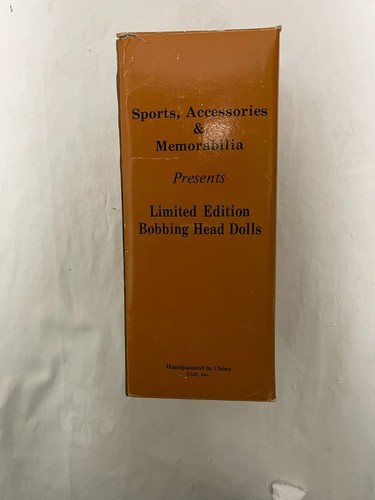 Sports, Accessories
&
Memorabilia
Presents
Limited Edition
Bobbing Head Dolls
Handpainted in China
SAM, Inc.